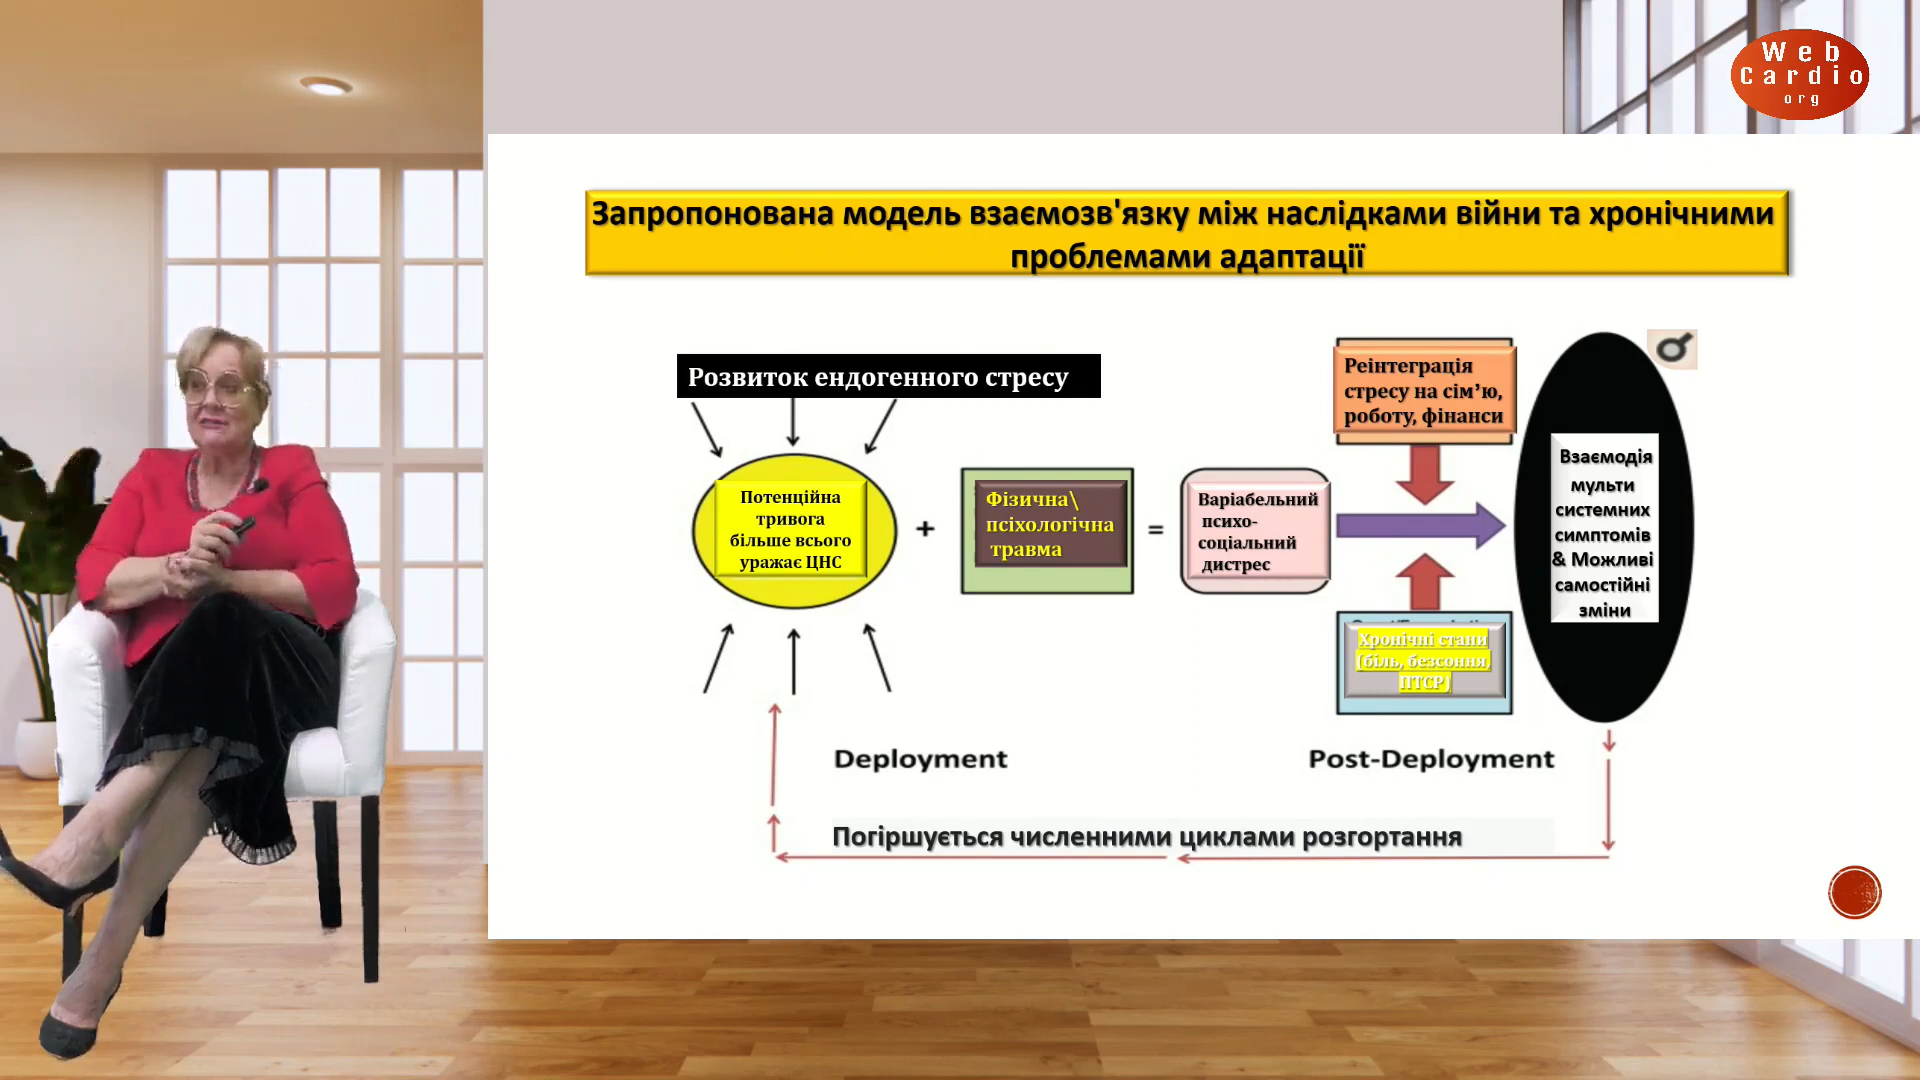 Web
Cardio
org
Запропонована модель взаємозв'язку між наслідками війни та хронічними
проблемами адаптації
Розвиток ендогенного стресу
Потенційна
тривога
більше всього
уражає ЦНС
+
Фізична\
псіхологічна
травма
=
Варіабельний
психо-
соціальний
дистрес
Реінтеграція
стресу на сім’ю,
роботу, фінанси
Хронічні стани
(біль, безсоння,
ПТСР)
Взаємодія
мульти
системних
симптомів
& Можливі
самостійні
зміни
Deployment
Post-Deployment
Погіршується численними циклами розгортання